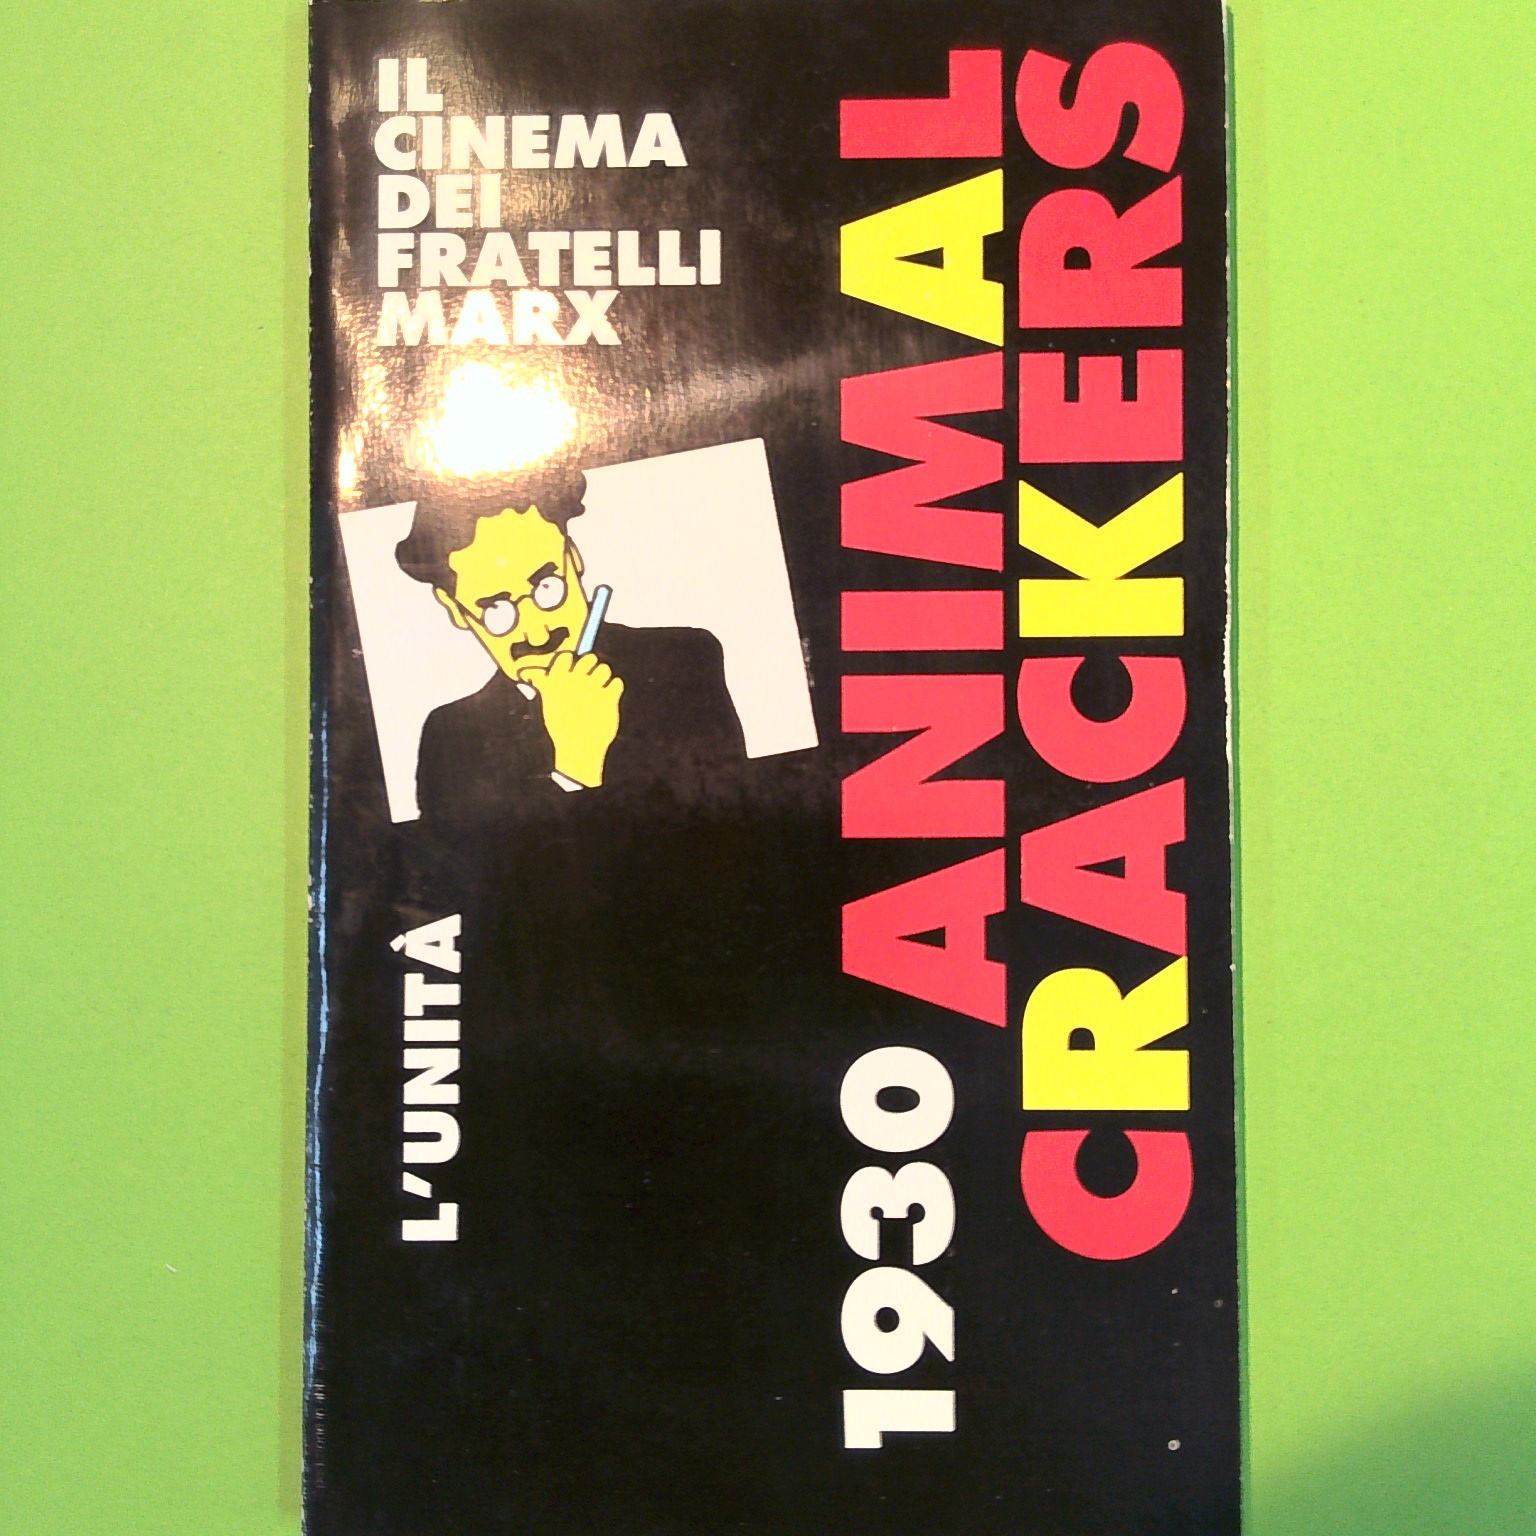 IL
CINEMA
DEI
FRATELLI
MARX
L'UNITÀ
1930 ANIMAL
CRACKERS